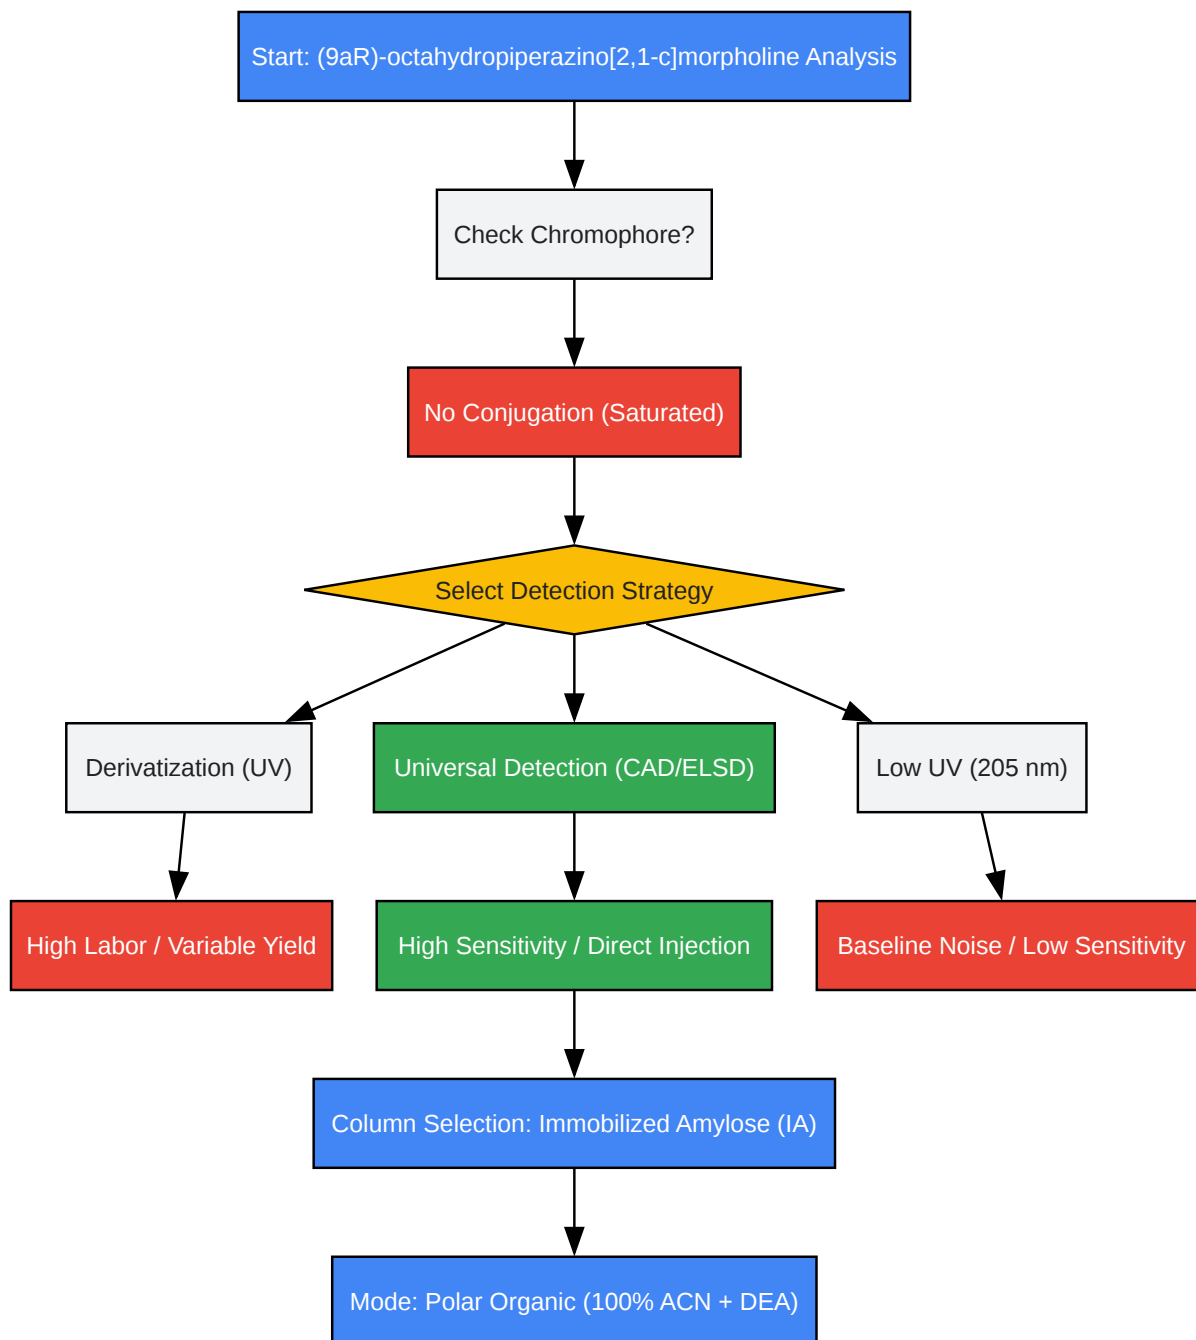 Start: (9aR)-octahydropiperazino[2,1-c]morpholine Analysis
Check Chromophore?
No Conjugation (Saturated)
Select Detection Strategy
Derivatization (UV)
Universal Detection (CAD/ELSD)
Low UV (205 nm)
High Labor / Variable Yield
High Sensitivity / Direct Injection
Baseline Noise / Low Sensitivity
Column Selection: Immobilized Amylose (IA)
Mode: Polar Organic (100% ACN + DEA)